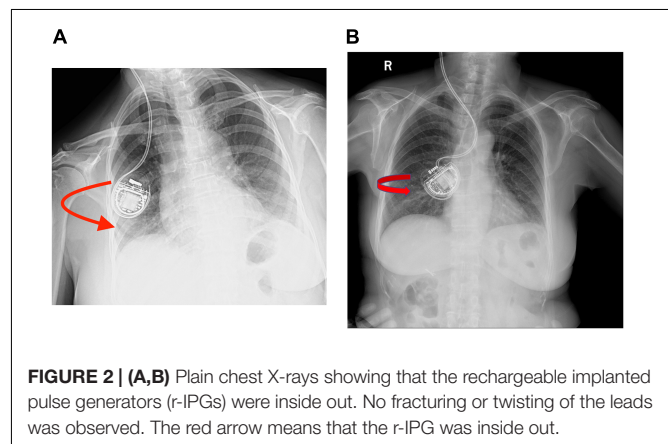 A
B
R
FIGURE 2 | (A,B) Plain chest X-rays showing that the rechargeable implanted
pulse generators (r-IPGs) were inside out. No fracturing or twisting of the leads
was observed. The red arrow means that the r-IPG was inside out.